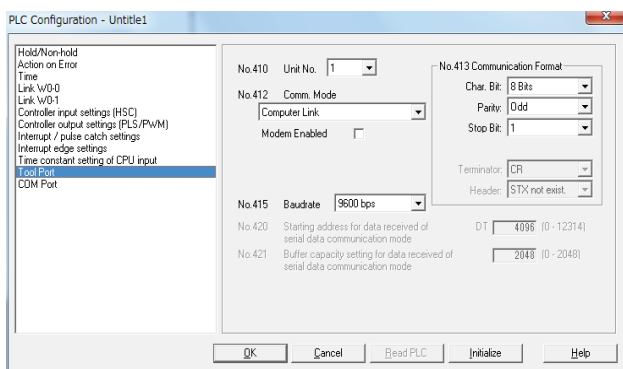 PLC Configuration - Untitle1
Hold/Non-hold
Action on Error
Time
Link W0-0
Link W0-1
Controller input settings (HSC)
Controller output settings (PLS/PWM)
Interrupt / pulse catch settings
Interrupt edge settings
Time constant setting of CPU input
Tool Port
COM Port
No.410 Unit No. 1
No.412 Comm. Mode
Computer Link
Modem Enabled
No.413 Communication Format
Char. Bit: 8 Bits
Parity: Odd
Stop Bit: 1
Terminator: CR
Header: STX not exist.
No.415 Baudrate 9600 bps
No.420 Starting address for data received of serial data communication mode DT 4096 (0 - 12314)
No.421 Buffer capacity setting for data received of serial data communication mode 2048 (0 - 2048)
OK Cancel Read PLC Initialize Help